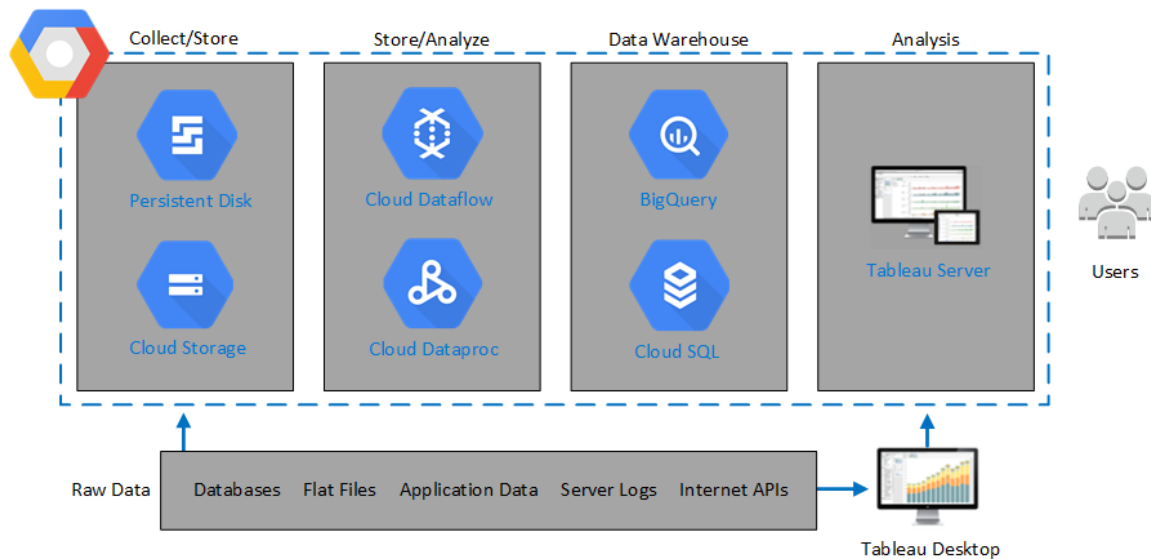 Collect/Store
Store/Analyze
Data Warehouse
Analysis
Persistent Disk
Cloud Dataflow
BigQuery
Cloud Storage
Cloud Dataproc
Cloud SQL
Tableau Server
Users
Raw Data
Databases
Flat Files
Application Data
Server Logs
Internet APIs
Tableau Desktop